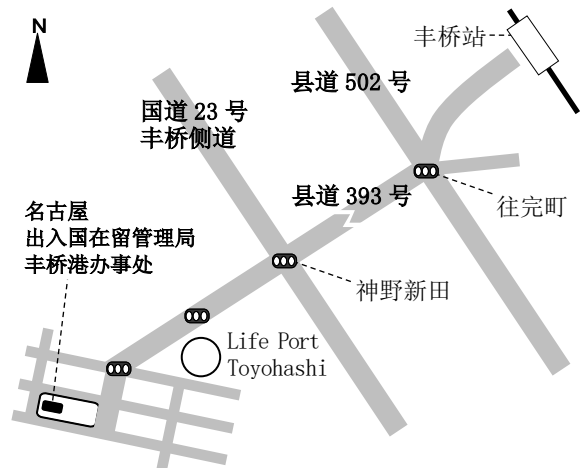 N
丰桥站
县道 502 号
国道 23 号
丰桥侧道
县道 393 号
往完町
名古屋
出入国在留管理局
丰桥港办事处
神野新田
Life Port
Toyohashi